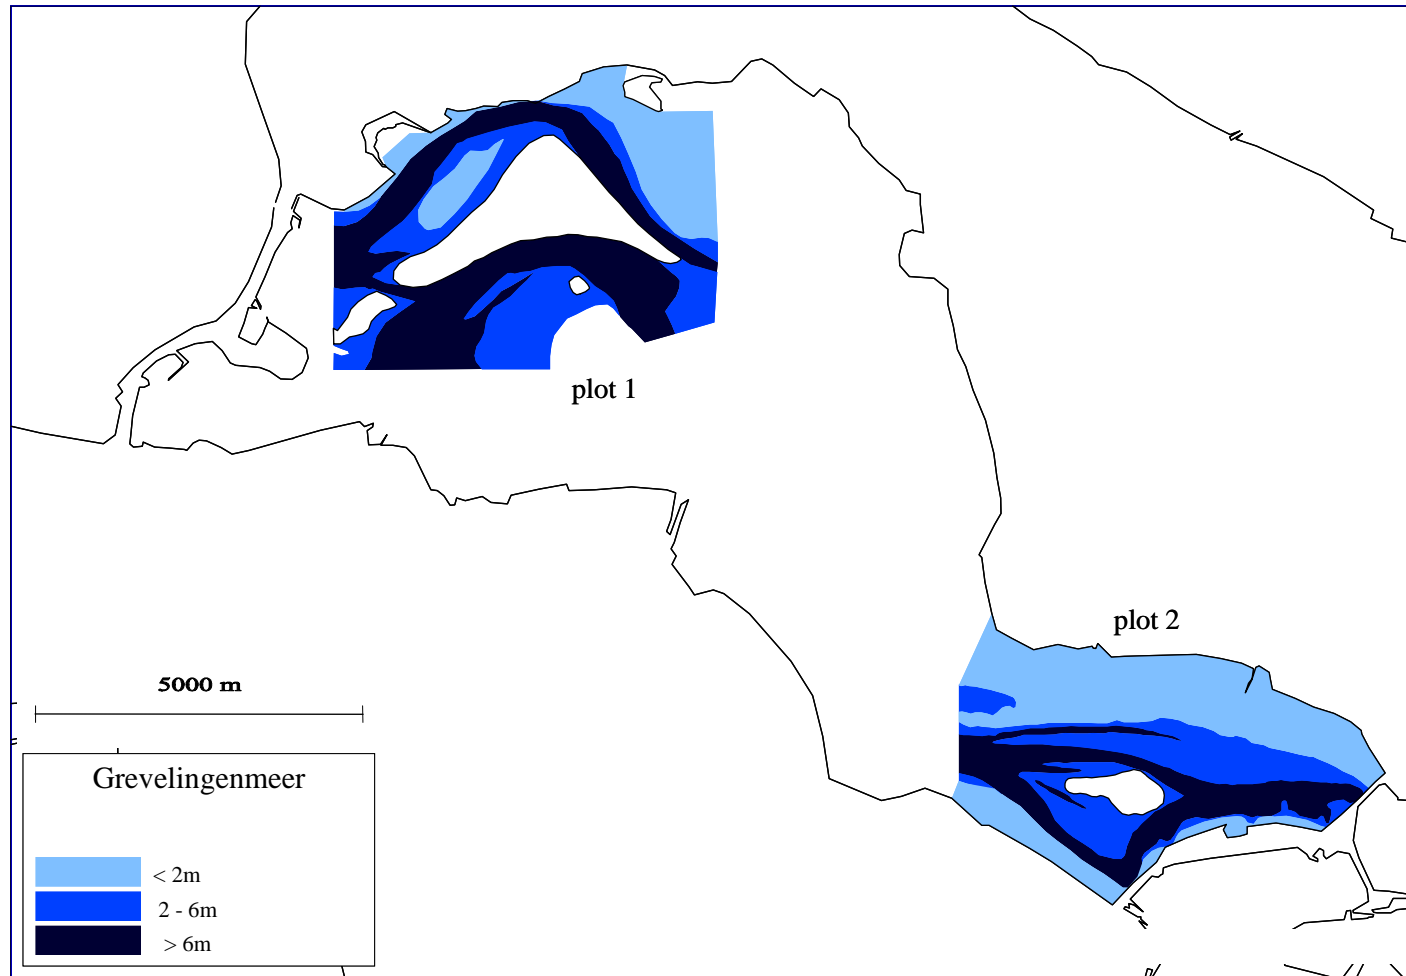 plot 1
plot 2
5000 m
Grevelingenmeer
< 2m
2 - 6m
> 6m